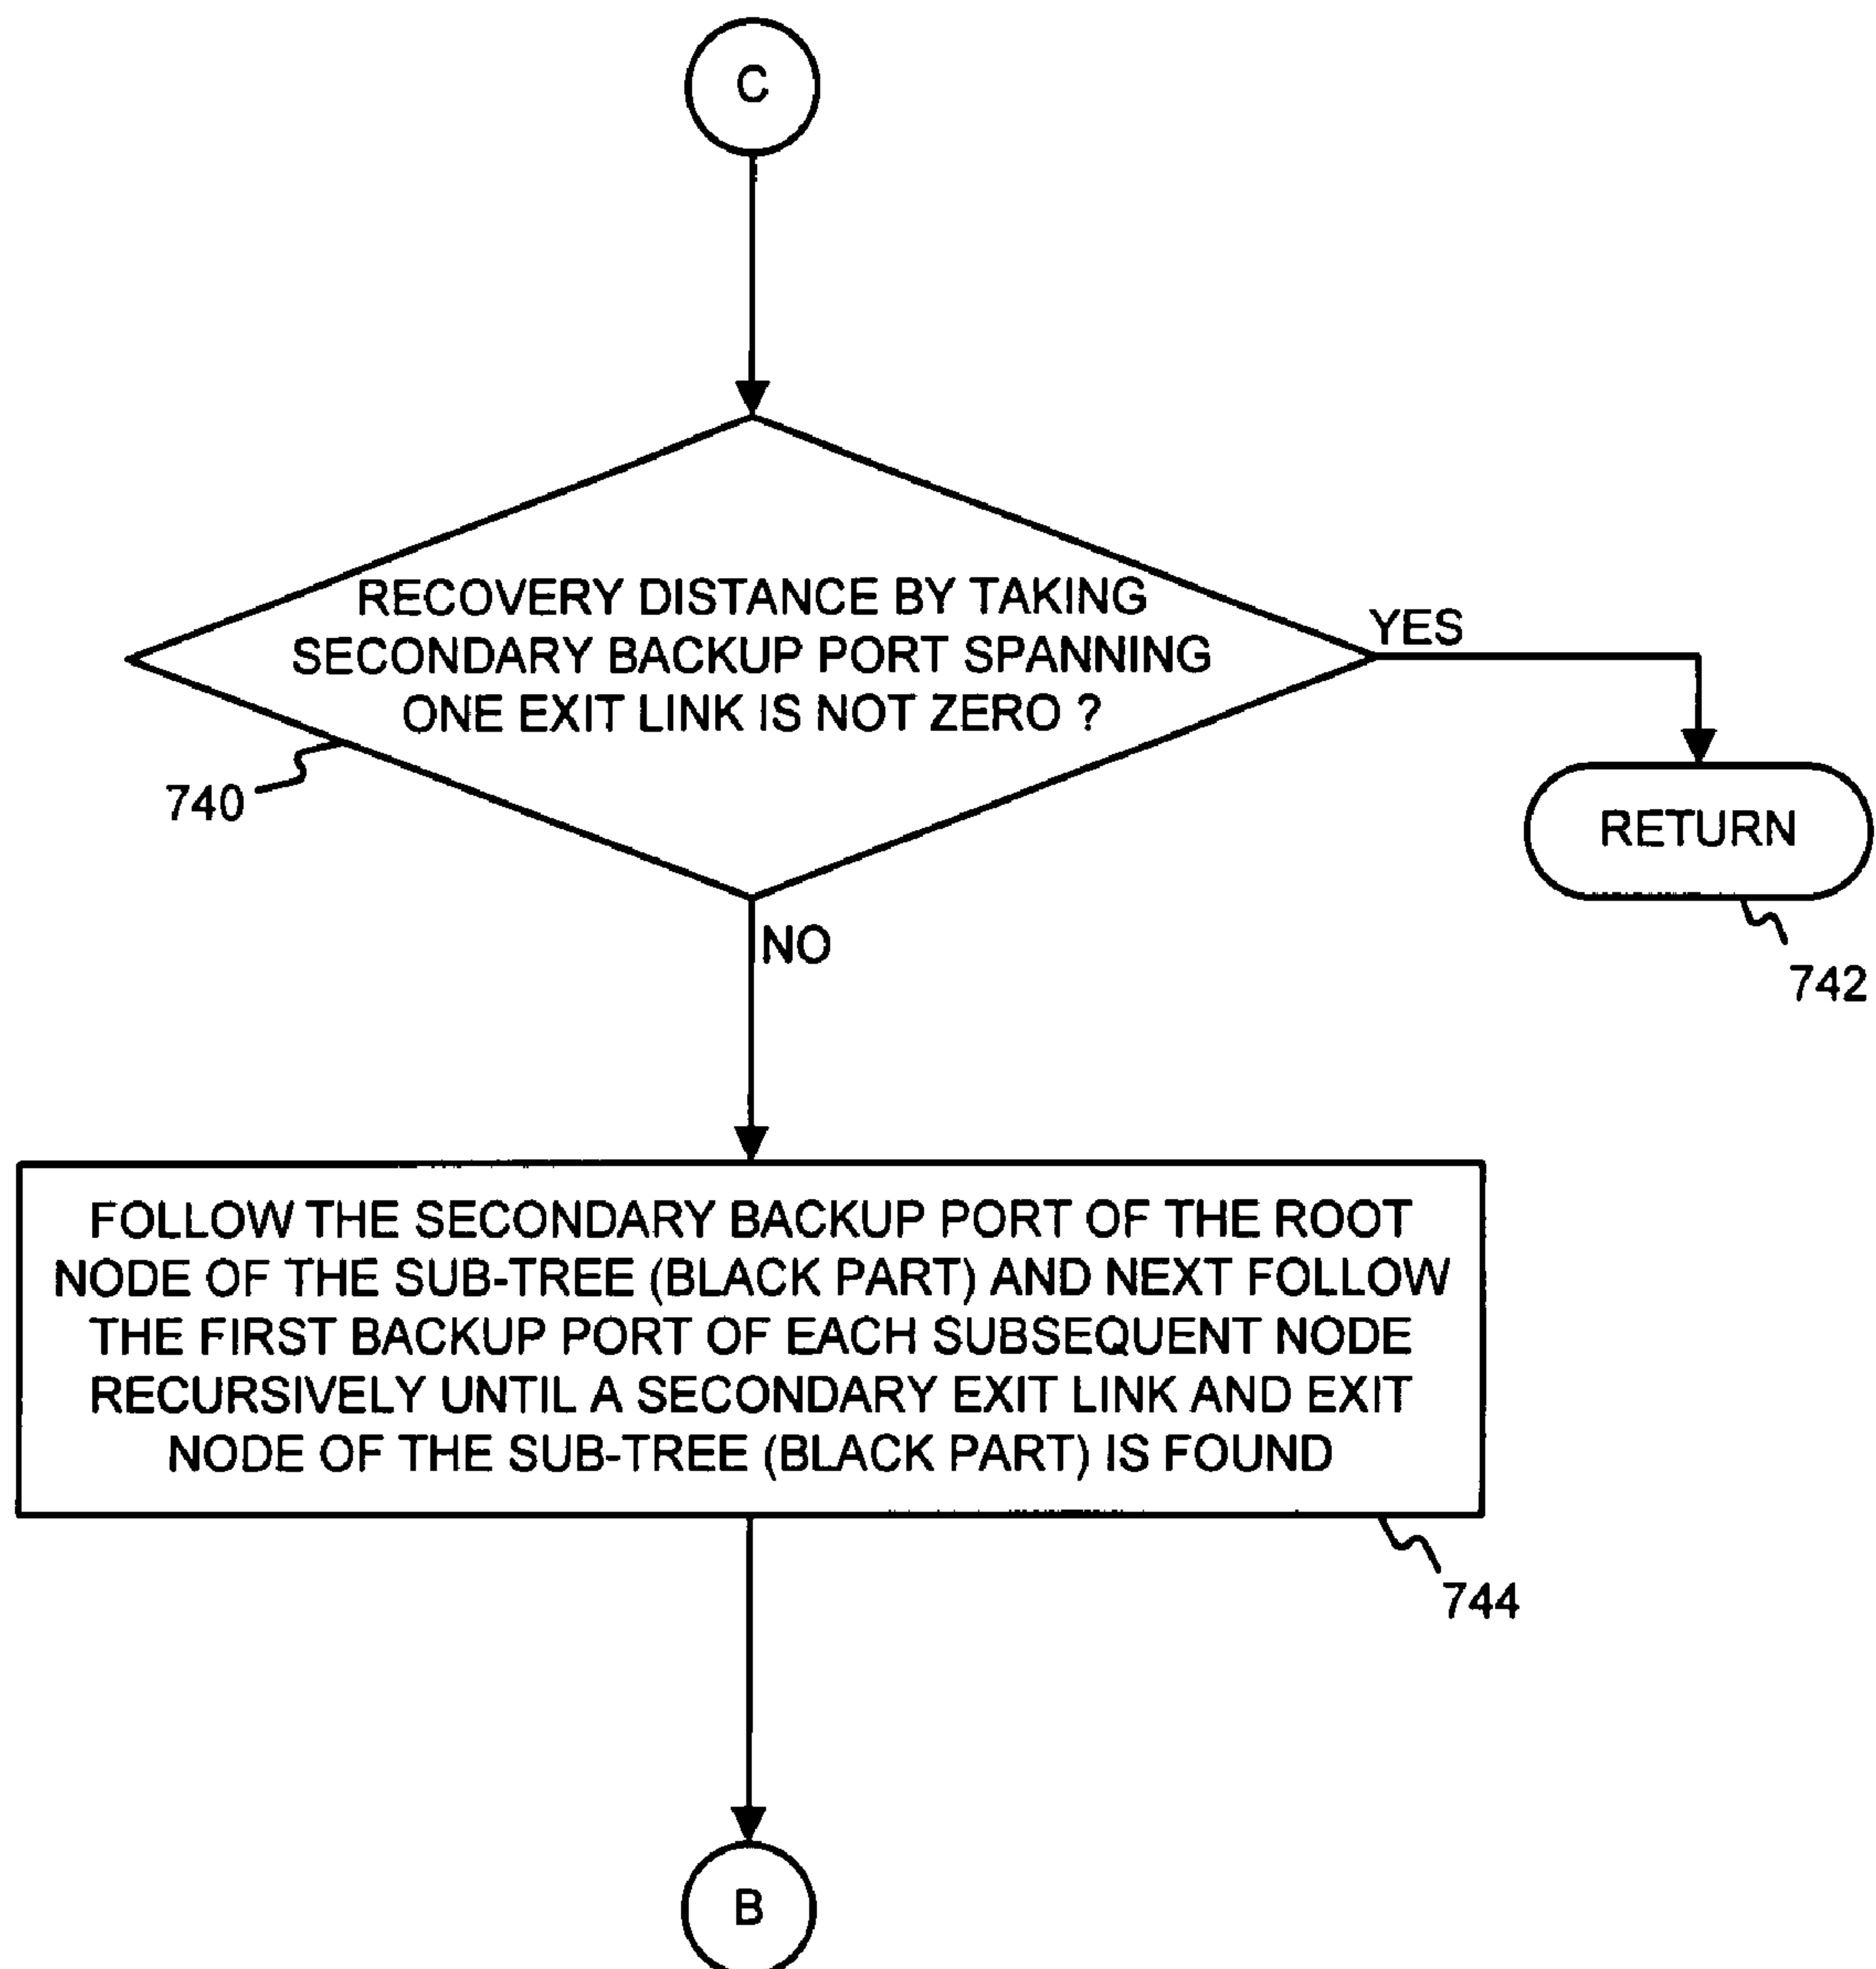 C
RECOVERY DISTANCE BY TAKING
SECONDARY BACKUP PORT SPANNING
ONE EXIT LINK IS NOT ZERO ?
YES
740
RETURN
NO
742
FOLLOW THE SECONDARY BACKUP PORT OF THE ROOT
NODE OF THE SUB-TREE (BLACK PART) AND NEXT FOLLOW
THE FIRST BACKUP PORT OF EACH SUBSEQUENT NODE
RECURSIVELY UNTIL A SECONDARY EXIT LINK AND EXIT
NODE OF THE SUB-TREE (BLACK PART) IS FOUND
744
B